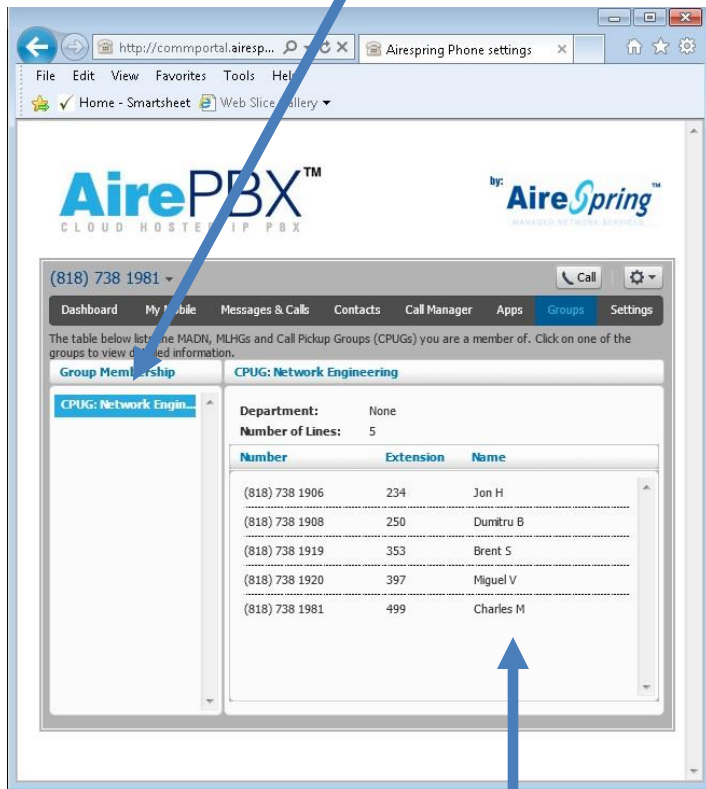 http://commportal.airesp...
Airespring Phone settings
File Edit View Favorites Tools Help
Home - Smartsheet Web Slice Gallery
AirePBX™
CLOUD HOSTED IP PBX
by: AireSpring™
MANAGED NETWORK SERVICES
(818) 738 1981
Call
Dashboard My Mobile Messages & Calls Contacts Call Manager Apps Groups Settings
The table below lists the MADN, MLHGs and Call Pickup Groups (CPUGs) you are a member of. Click on one of the
groups to view detailed information.
Group Membership
CPUG: Network Engineering
CPUG: Network Engin...
Department: None
Number of Lines: 5
Number Extension Name
(818) 738 1906 234 Jon H
(818) 738 1908 250 Dumitru B
(818) 738 1919 353 Brent S
(818) 738 1920 397 Miguel V
(818) 738 1981 499 Charles M